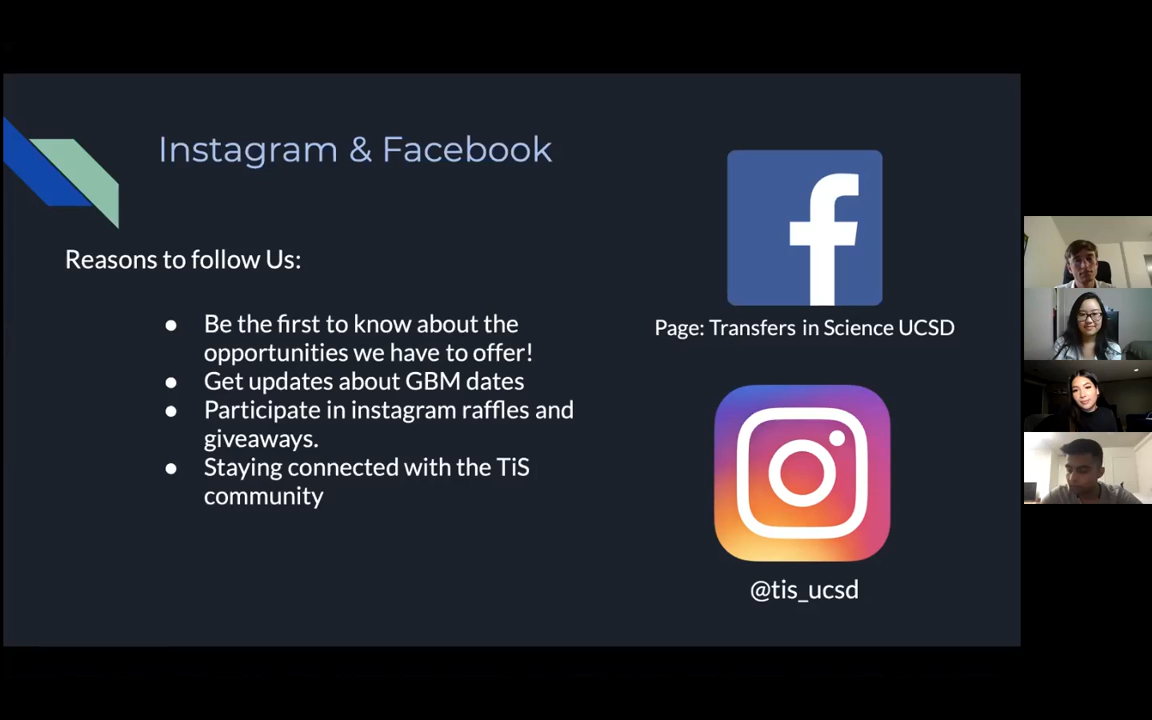 Instagram & Facebook
Reasons to follow Us:
● Be the first to know about the
opportunities we have to offer!
● Get updates about GBM dates
● Participate in instagram raffles and
giveaways.
● Staying connected with the TiS
community
Page: Transfers in Science UCSD
@tis_ucsd